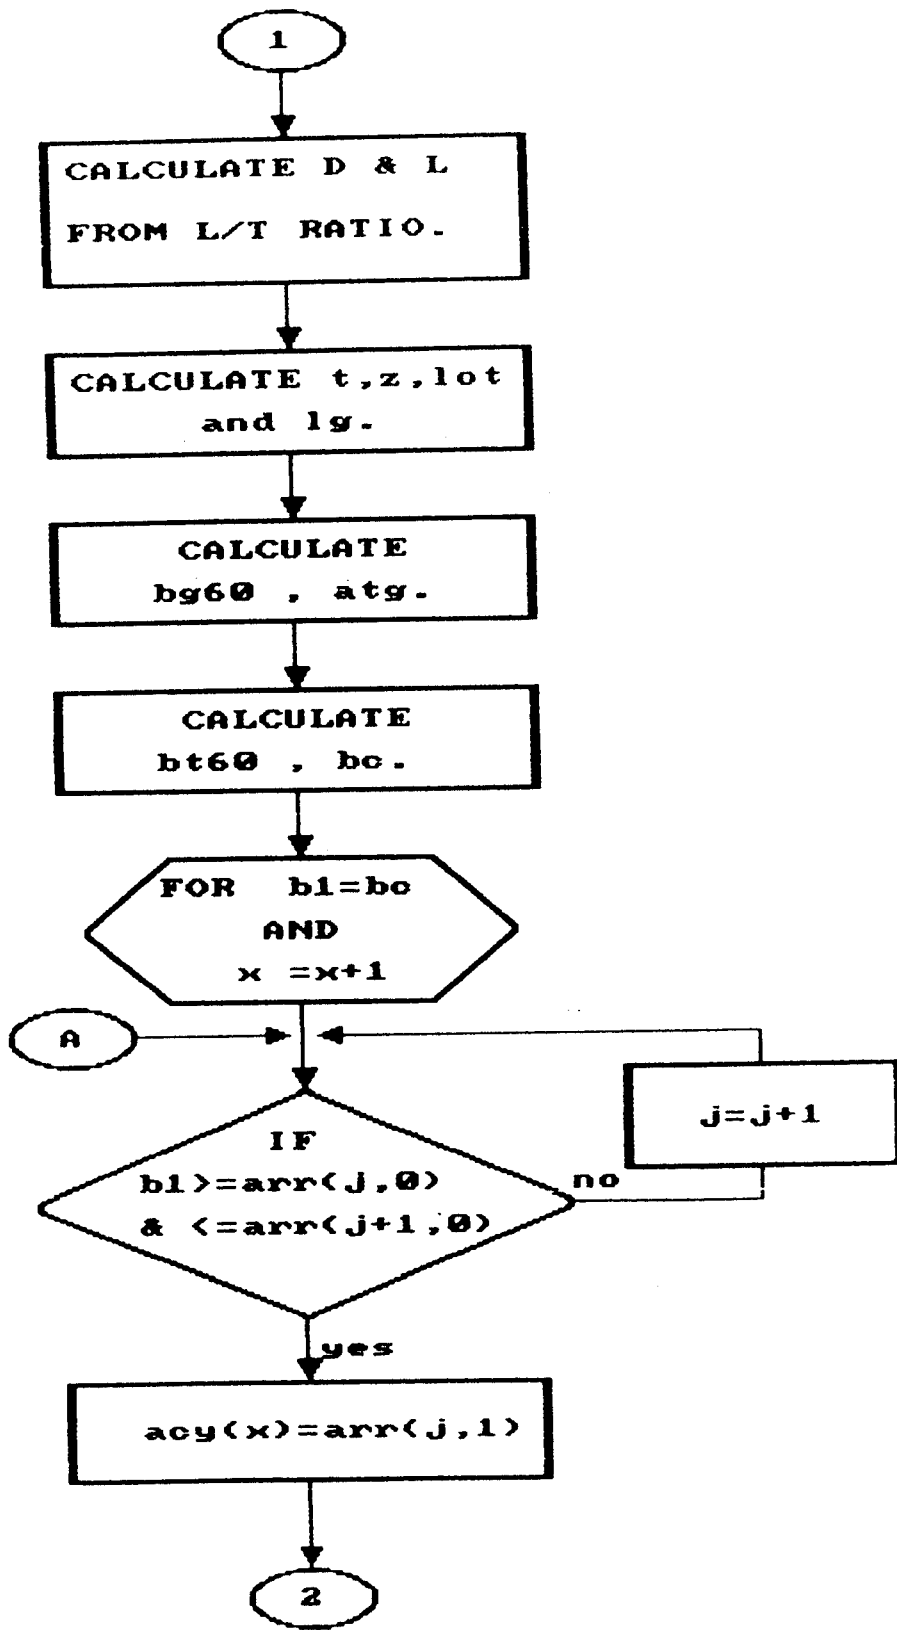 1
CALCULATE D & L
FROM L/T RATIO.
CALCULATE t,z,lot
and lg.
CALCULATE
bg60 , atg.
CALCULATE
bt60 , bc.
FOR b1=bc
AND
x =x+1
A
j=j+1
IF
b1>=arr(j,0)
& <=arr(j+1,0)
no
yes
acy(x)=arr(j,1)
2